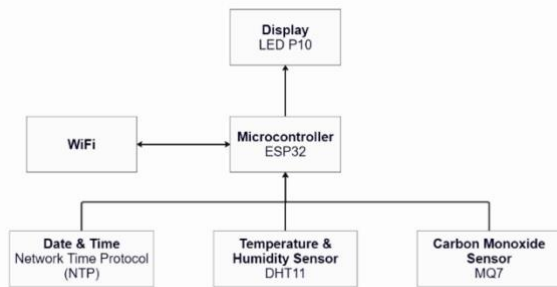 Display
LED P10
WiFi
Microcontroller
ESP32
Date & Time
Network Time Protocol
(NTP)
Temperature &
Humidity Sensor
DHT11
Carbon Monoxide
Sensor
MQ7